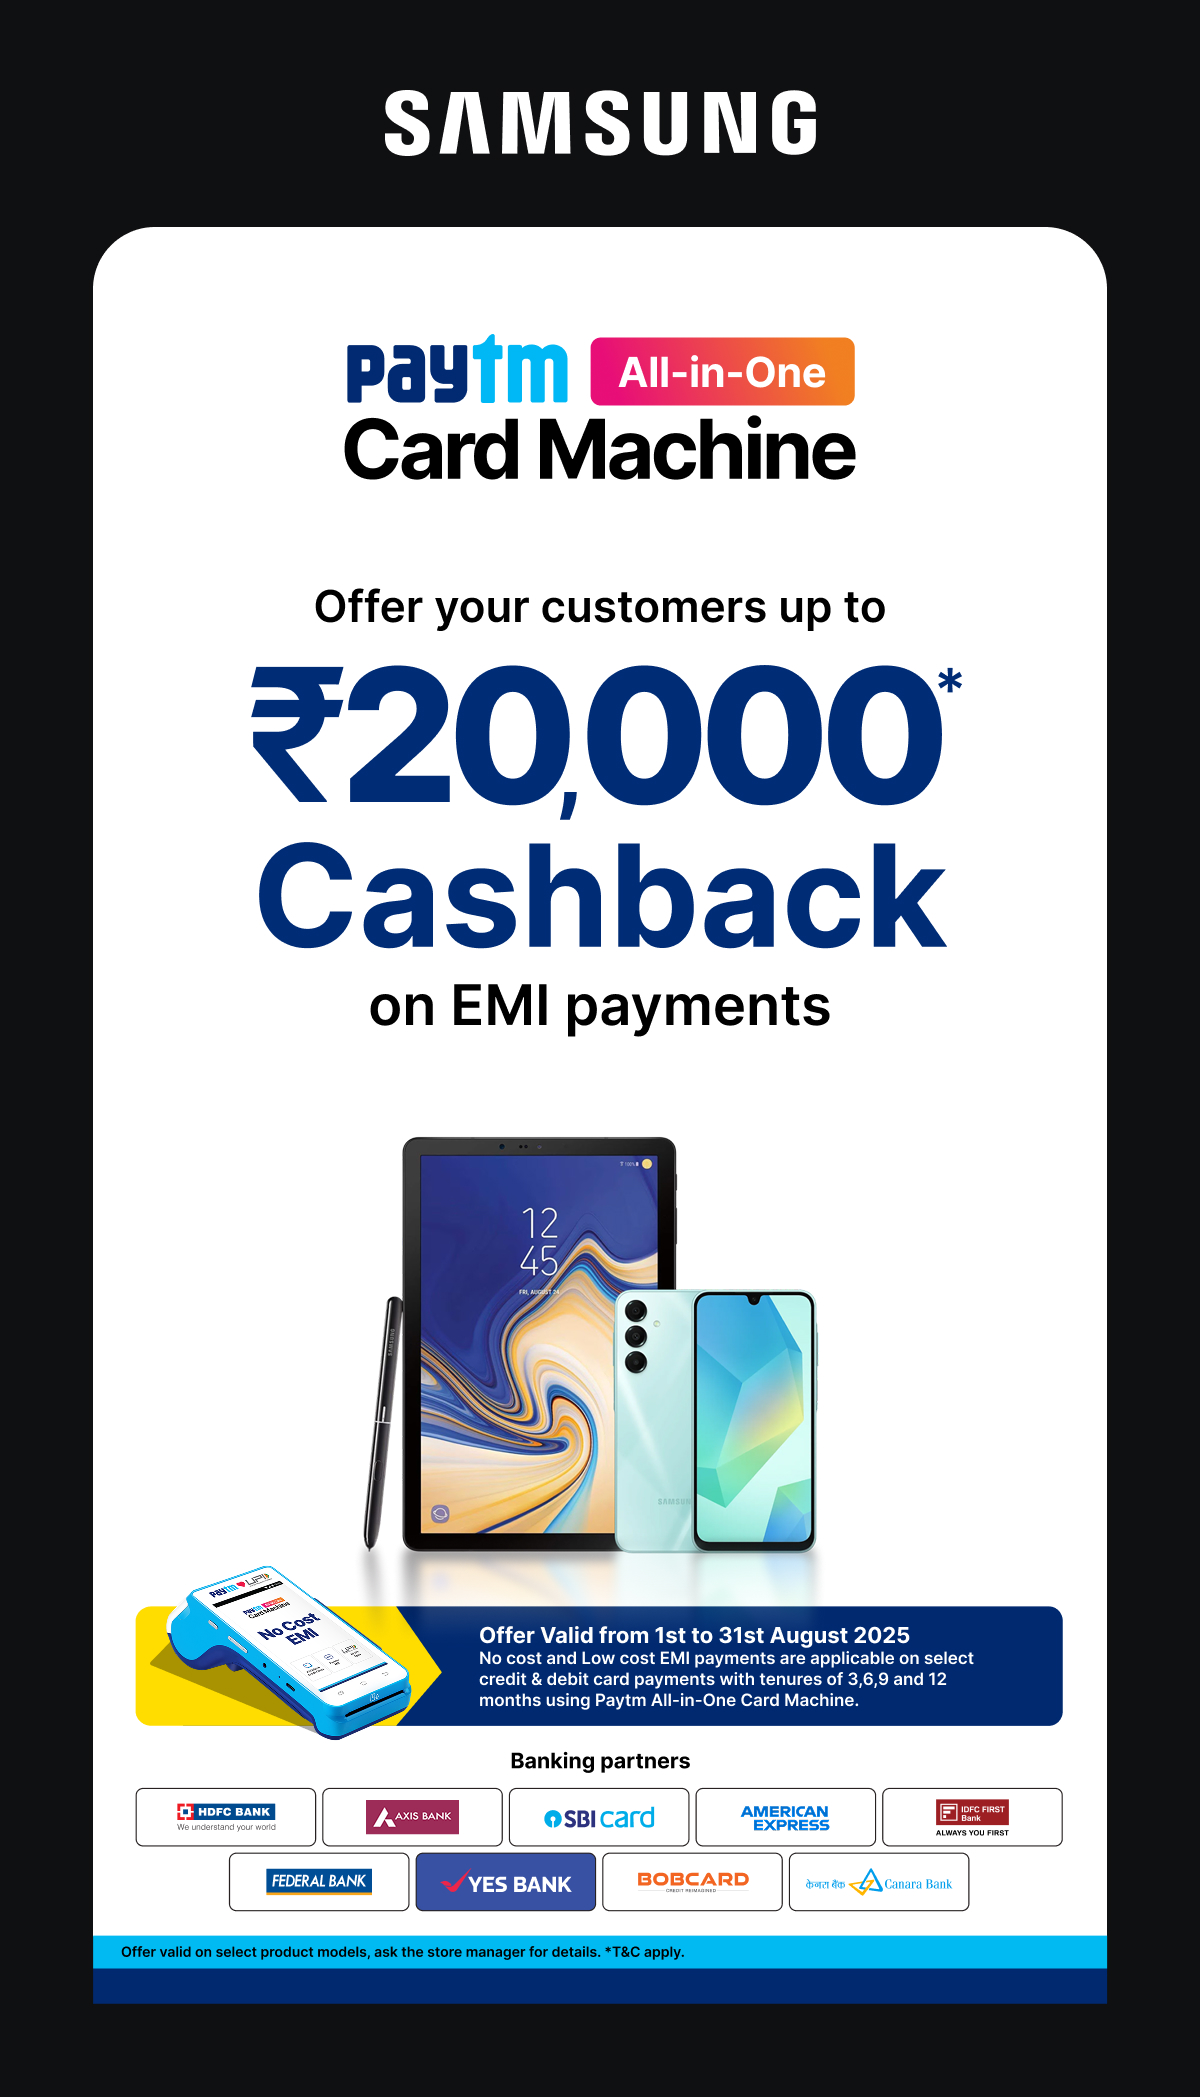 SAMSUNG
paytm All-in-One
Card Machine
Offer your customers up to
₹20,000*
Cashback
on EMI payments
100%
12
45
FRI, AUGUST 24
SAMSUNG
SAMSUNG
paytm UPI
paytm
Card Machine
No Cost
EMI
Offer Valid from 1st to 31st August 2025
No cost and Low cost EMI payments are applicable on select
credit & debit card payments with tenures of 3,6,9 and 12
months using Paytm All-in-One Card Machine.
Banking partners
HDFC BANK
We understand your world
AXIS BANK
SBI card
AMERICAN
EXPRESS
IDFC FIRST
Bank
ALWAYS YOU FIRST
FEDERAL BANK
YES BANK
BOBCARD
CREDIT REIMAGINED
केनरा बैंक Canara Bank
Offer valid on select product models, ask the store manager for details. *T&C apply.